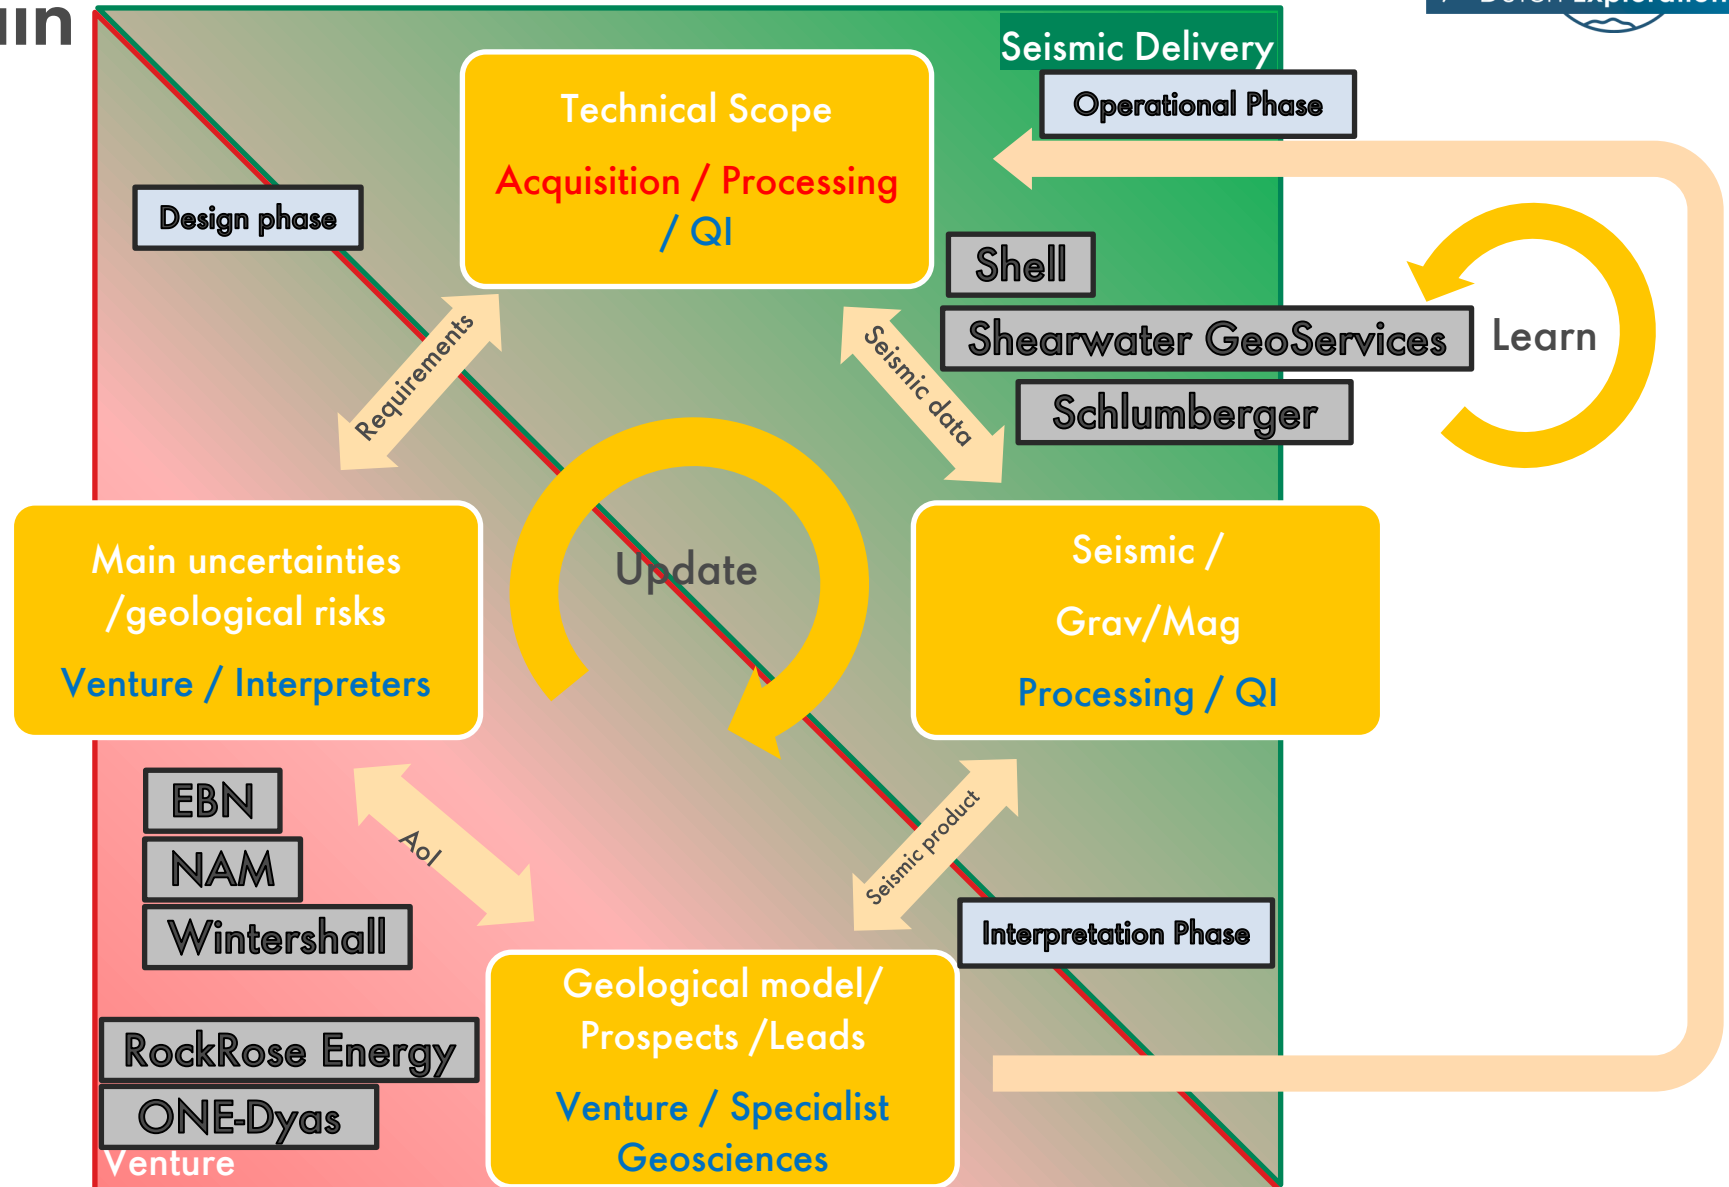 Seismic Delivery
Operational Phase
Technical Scope
Acquisition / Processing
/ QI
Design phase
Shell
Shearwater GeoServices
Schlumberger
Learn
Requirements
Seismic data
Update
Main uncertainties
/geological risks
Venture / Interpreters
Seismic /
Grav/Mag
Processing / QI
EBN
NAM
Wintershall
AoI
Seismic product
Interpretation Phase
RockRose Energy
ONE-Dyas
Venture
Geological model/
Prospects /Leads
Venture / Specialist
Geosciences